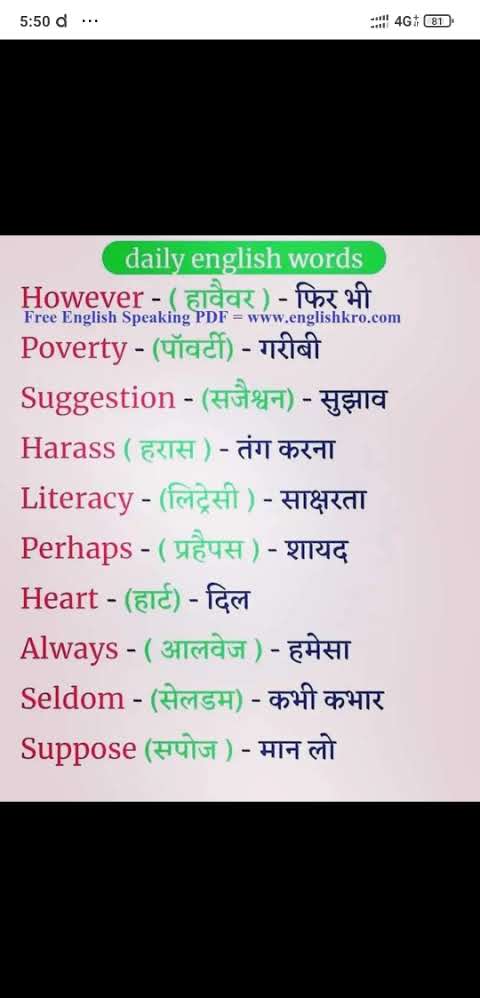 5:50 d ...
4G 81
daily english words
However - ( हावैवर ) - फिर भी
Free English Speaking PDF = www.englishkro.com
Poverty - (पॉवर्टी) - गरीबी
Suggestion - (सजैश्चन) - सुझाव
Harass ( हरास ) - तंग करना
Literacy - (लिट्रेसी ) - साक्षरता
Perhaps - ( प्रहैपस ) - शायद
Heart - (हार्ट) - दिल
Always - ( आलवेज ) - हमेसा
Seldom - (सेलडम) - कभी कभार
Suppose (सपोज ) - मान लो